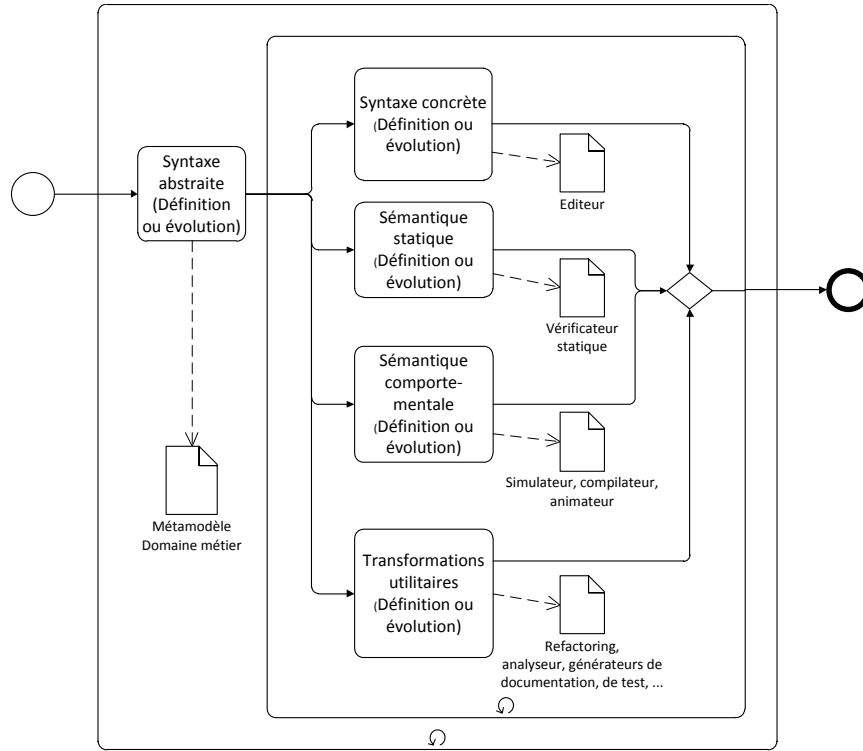 Syntaxe
abstraite
(Définition
ou évolution)
Métamodèle
Domaine métier
Syntaxe concrète
(Définition ou
évolution)
Editeur
Sémantique
statique
(Définition ou
évolution)
Vérificateur
statique
Sémantique
comporte-
mentale
(Définition ou
évolution)
Simulateur, compilateur,
animateur
Transformations
utilitaires
(Définition ou
évolution)
Refactoring,
analyseur, générateurs de
documentation, de test, ...